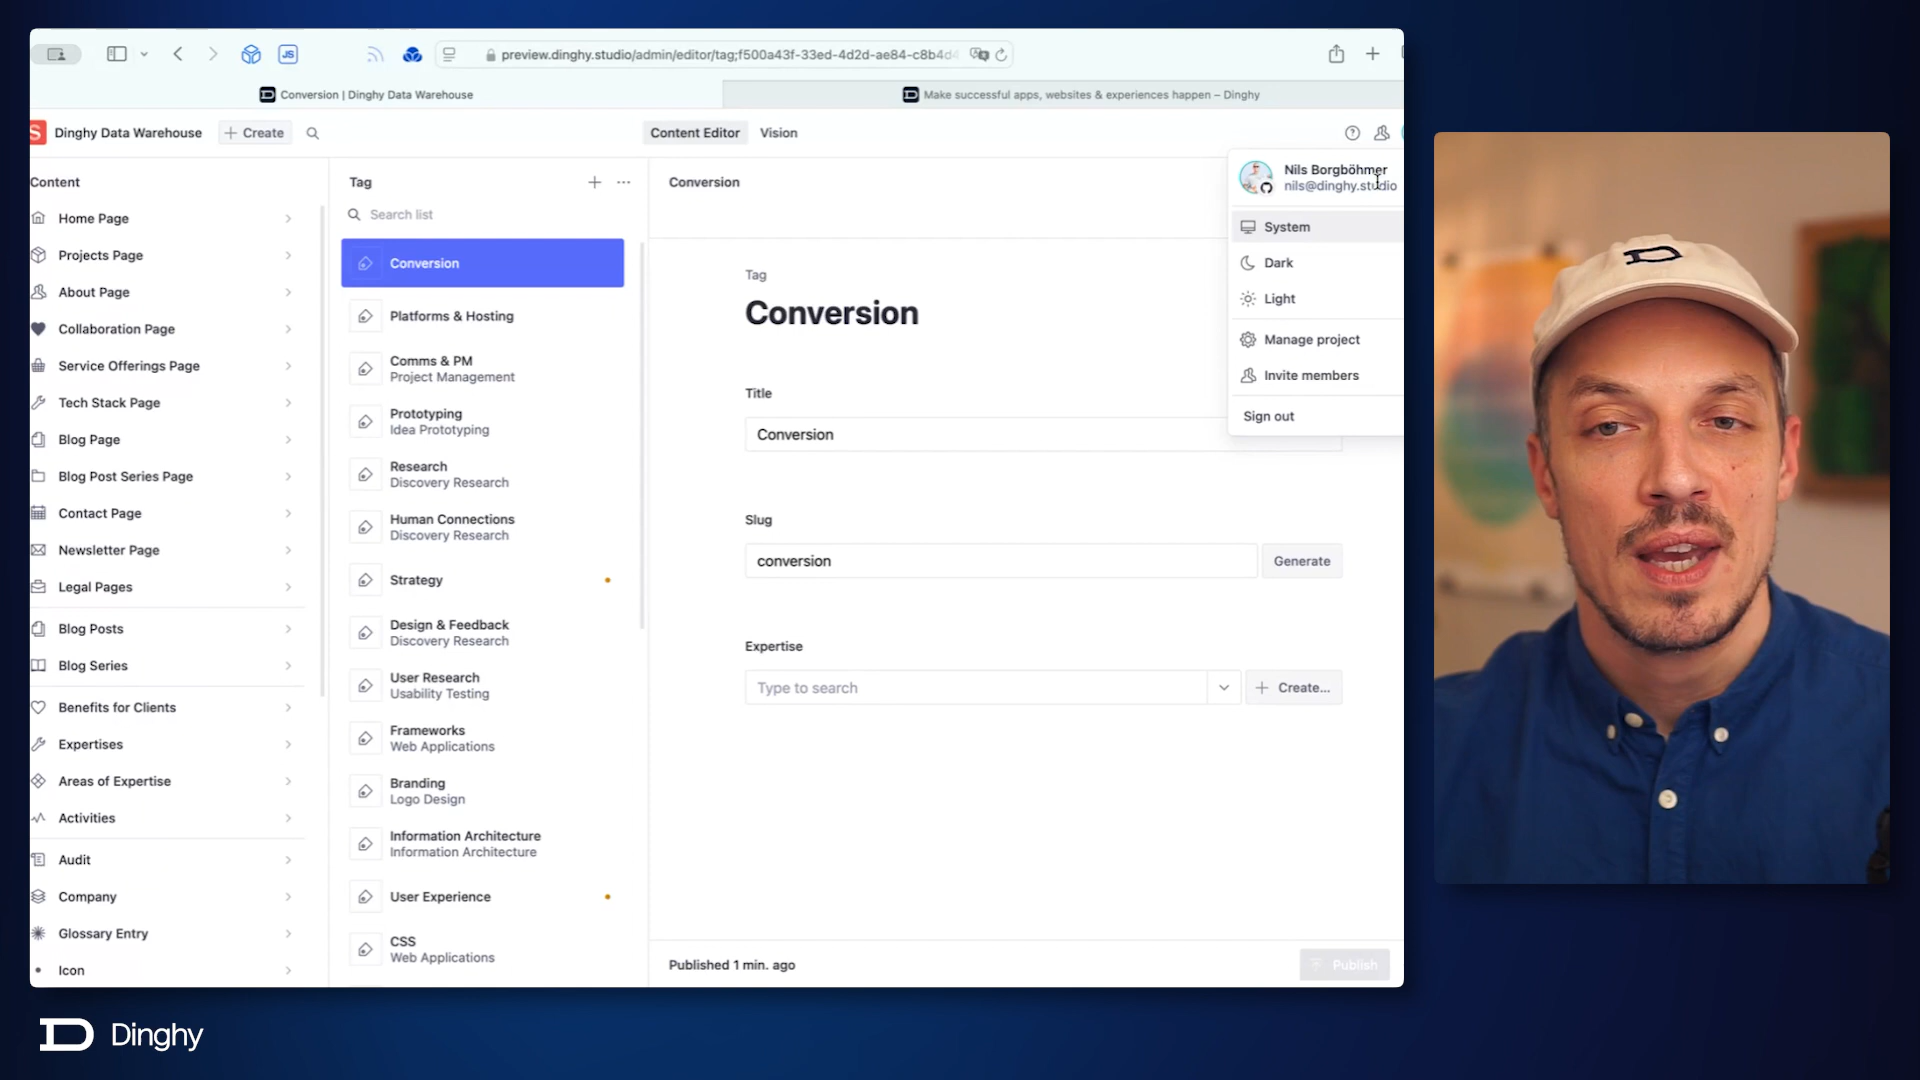 preview.dinghy.studio/admin/editor/tag;f500a43f-33ed-4d2d-ae84-c8b4d4
Conversion | Dinghy Data Warehouse
Make successful apps, websites & experiences happen – Dinghy
S
Dinghy Data Warehouse
+ Create
Content Editor
Vision
Content
Home Page
Projects Page
About Page
Collaboration Page
Service Offerings Page
Tech Stack Page
Blog Page
Blog Post Series Page
Contact Page
Newsletter Page
Legal Pages
Blog Posts
Blog Series
Benefits for Clients
Expertises
Areas of Expertise
Activities
Audit
Company
Glossary Entry
Icon
Tag
Search list
Conversion
Platforms & Hosting
Comms & PM
Project Management
Prototyping
Idea Prototyping
Research
Discovery Research
Human Connections
Discovery Research
Strategy
Design & Feedback
Discovery Research
User Research
Usability Testing
Frameworks
Web Applications
Branding
Logo Design
Information Architecture
Information Architecture
User Experience
CSS
Web Applications
Conversion
Tag
Conversion
Title
Conversion
Slug
conversion
Generate
Expertise
Type to search
+ Create...
Published 1 min. ago
Publish
Nils Borgböhmer
nils@dinghy.studio
System
Dark
Light
Manage project
Invite members
Sign out
JS
D
Dinghy